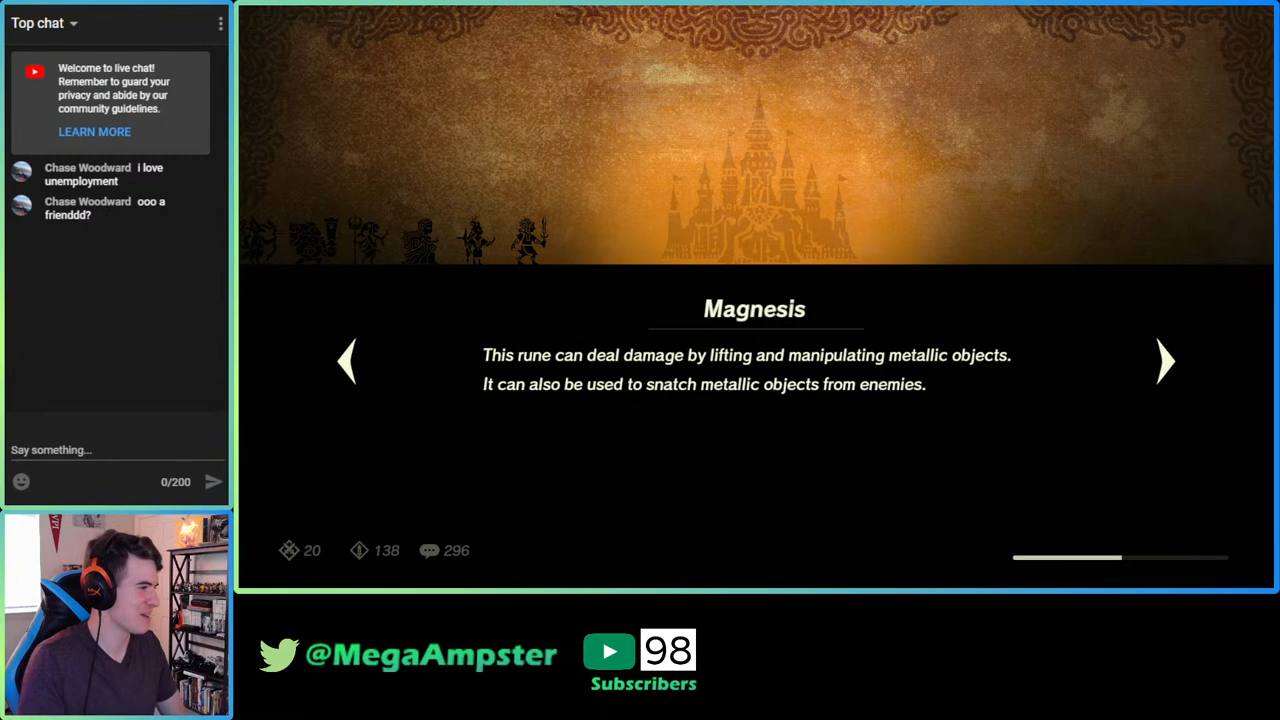 Top chat
Welcome to live chat!
Remember to guard your
privacy and abide by our
community guidelines.
LEARN MORE
Chase Woodward i love
unemployment
Chase Woodward ooo a
frienddd?
Say something...
0/200
Magnesis
This rune can deal damage by lifting and manipulating metallic objects.
It can also be used to snatch metallic objects from enemies.
20 138 296
@MegaAmpster
98
Subscribers